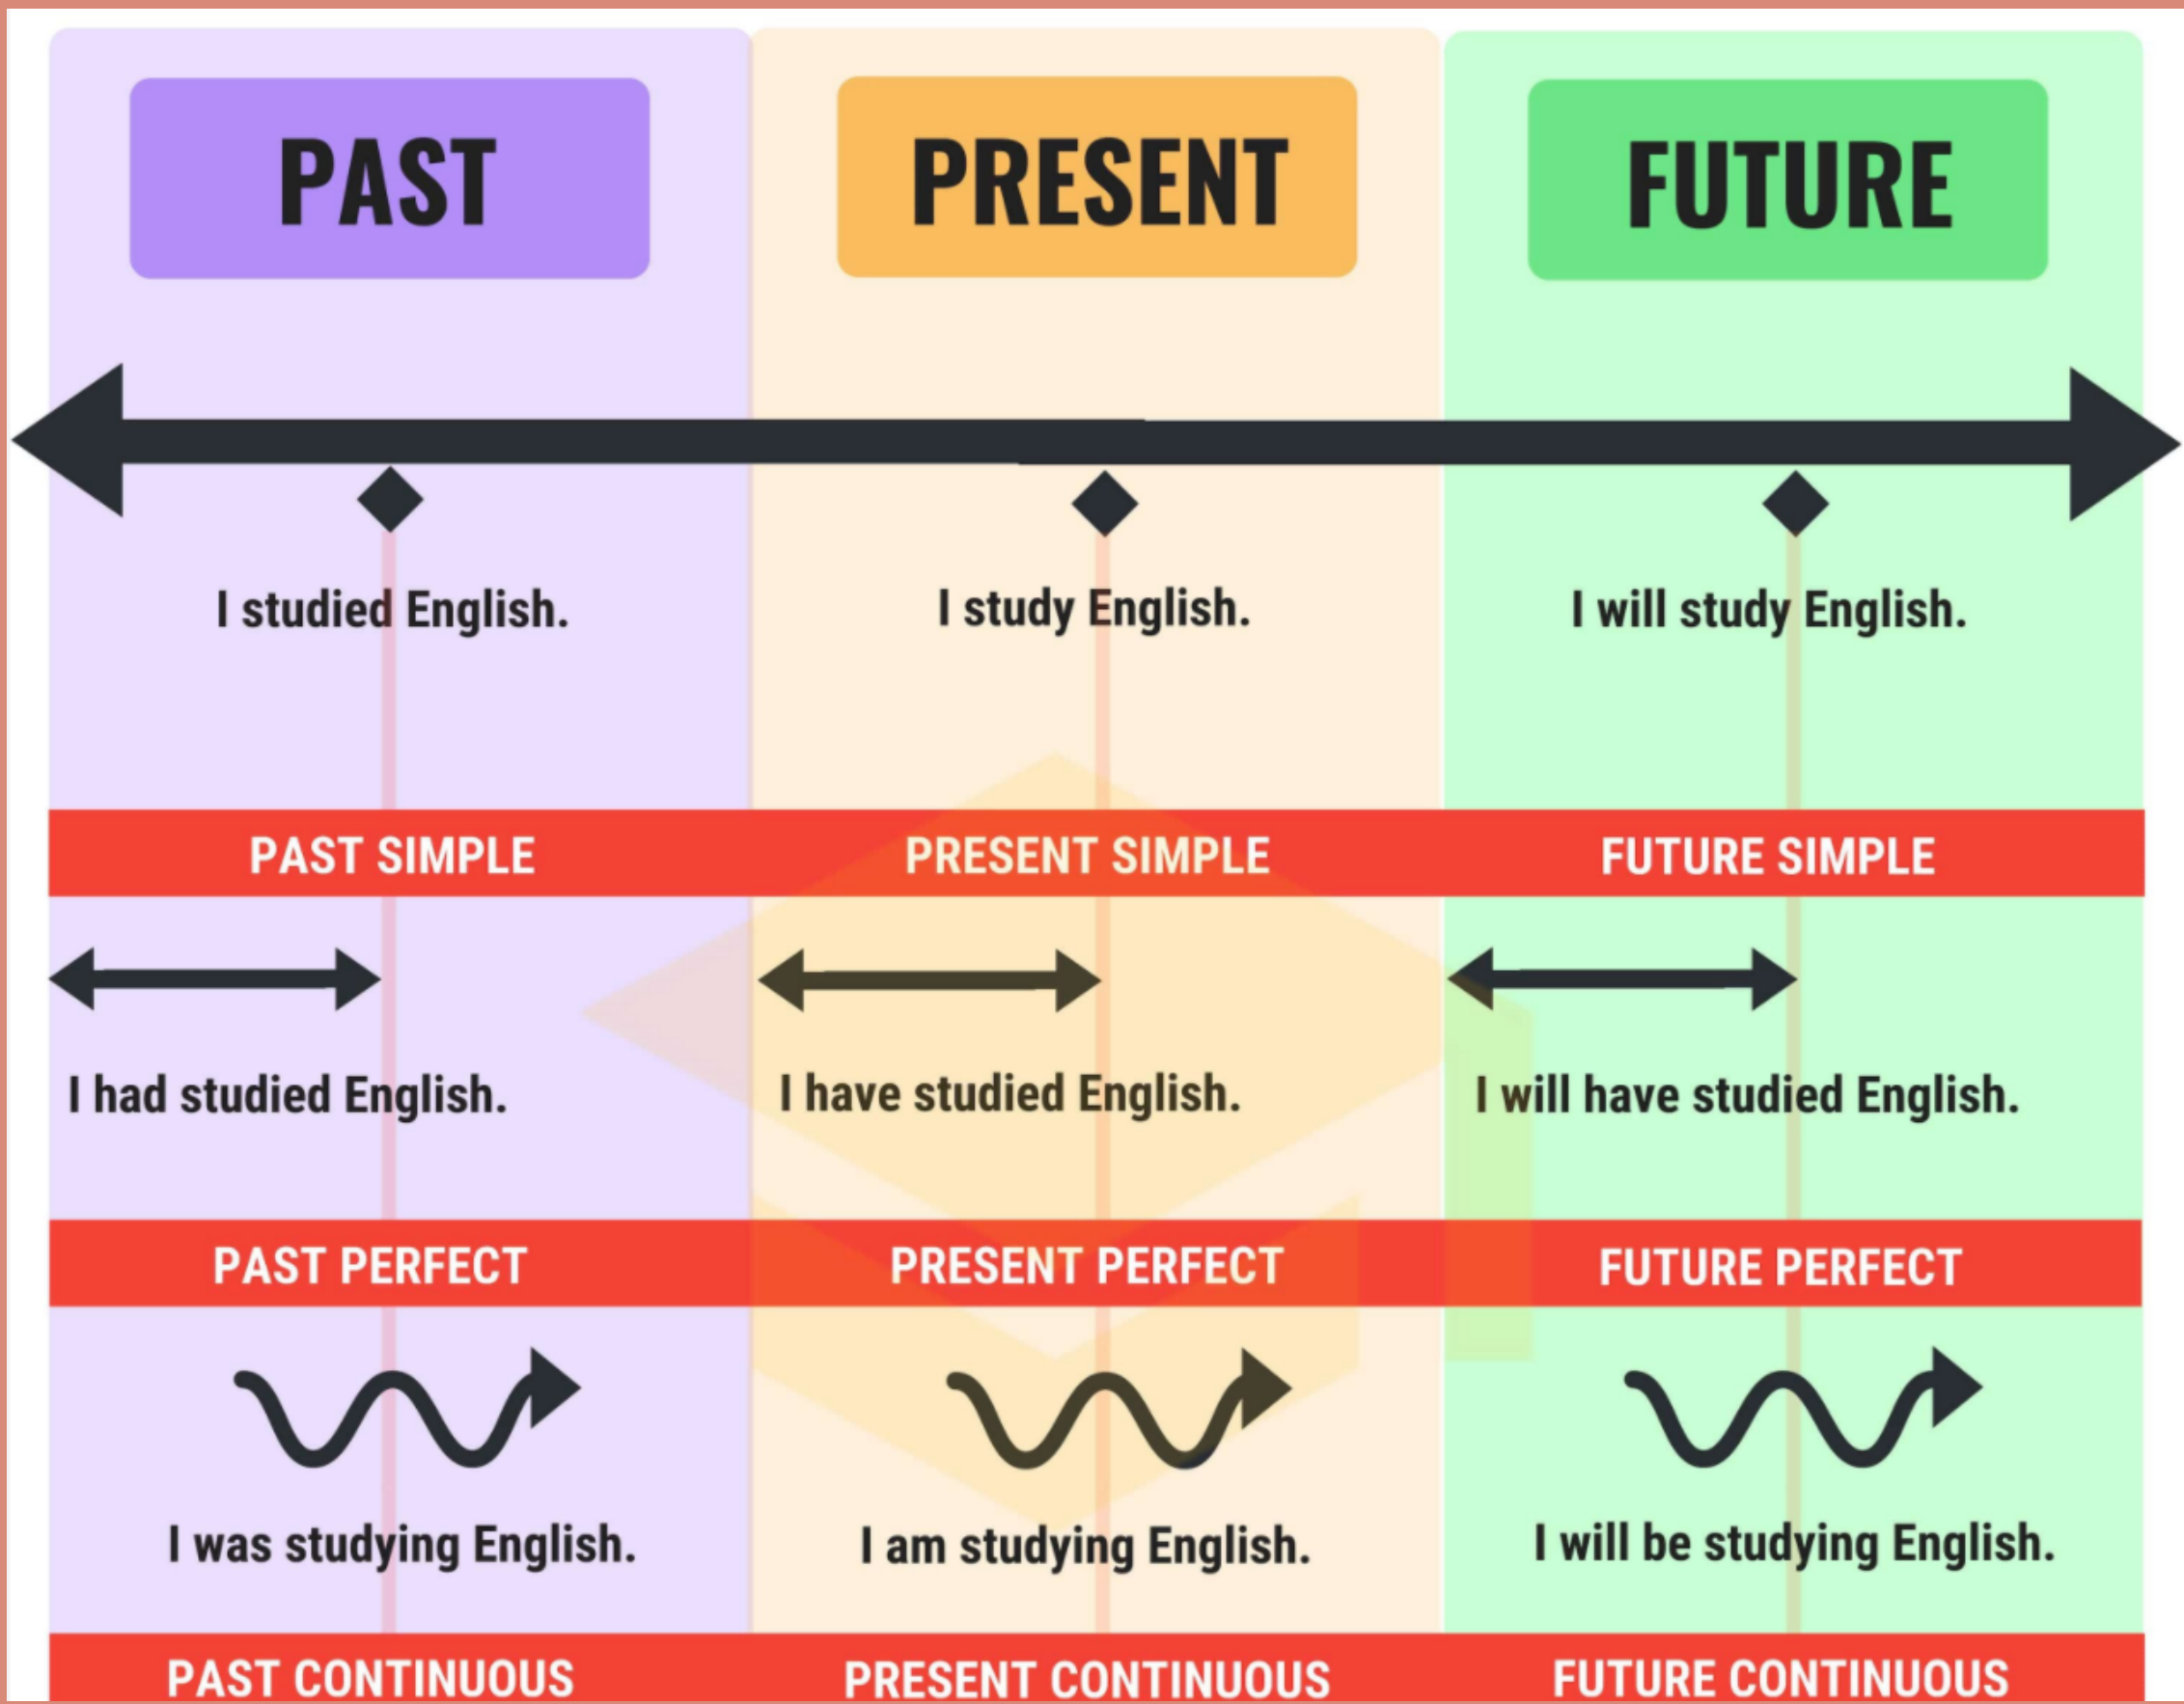 PAST
PRESENT
FUTURE
I studied English.
I study English.
I will study English.
PAST SIMPLE
PRESENT SIMPLE
FUTURE SIMPLE
I had studied English.
I have studied English.
I will have studied English.
PAST PERFECT
PRESENT PERFECT
FUTURE PERFECT
I was studying English.
I am studying English.
I will be studying English.
PAST CONTINUOUS
PRESENT CONTINUOUS
FUTURE CONTINUOUS